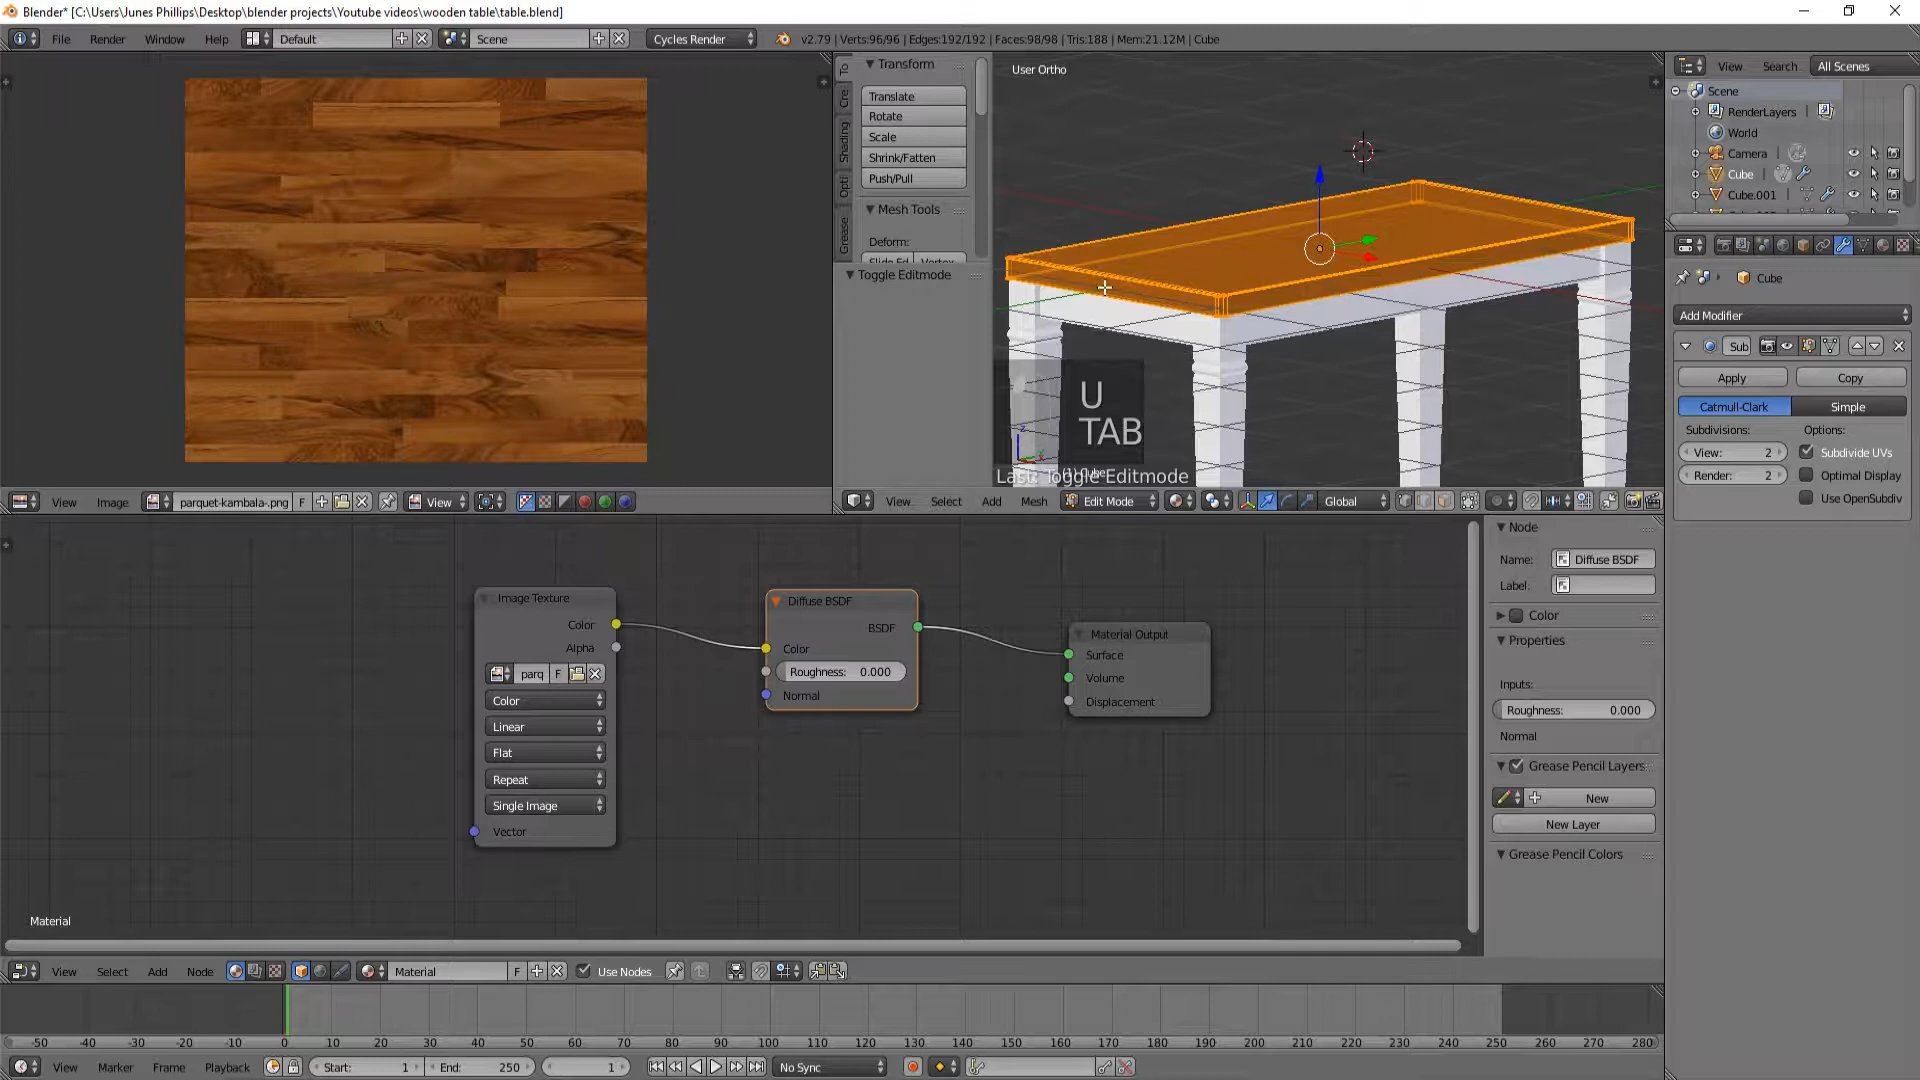 Blender* [C:\Users\Junes Phillips\Desktop\blender projects\Youtube videos\wooden table\table.blend]
File Render Window Help Default Scene Cycles Render v2.79 | Verts:96/96 | Edges:192/192 | Faces:98/98 | Tris:188 | Mem:21.12M | Cube
To
Cre
Shading
Opti
Grease
Transform
Translate
Rotate
Scale
Shrink/Fatten
Push/Pull
Mesh Tools
Deform:
Slide Ed Vertex
Toggle Editmode
User Ortho
U
TAB
Last: Toggle Editmode
(1) Cube
View Search All Scenes
Scene
RenderLayers
World
Camera
Cube
Cube.001
Cube
Add Modifier
Sub
Apply Copy
Catmull-Clark Simple
Subdivisions: Options:
View: 2 Subdivide UVs
Render: 2 Optimal Display
Use OpenSubdiv
View Image parquet-kambala-.png F View
View Select Add Mesh Edit Mode Global
Image Texture
Color
Alpha
parq F
Color
Linear
Flat
Repeat
Single Image
Vector
Diffuse BSDF
BSDF
Color
Roughness: 0.000
Normal
Material Output
Surface
Volume
Displacement
Material
Node
Name: Diffuse BSDF
Label:
Color
Properties
Inputs:
Roughness: 0.000
Normal
Grease Pencil Layers
New
New Layer
Grease Pencil Colors
View Select Add Node Material F Use Nodes
-50 -40 -30 -20 -10 0 10 20 30 40 50 60 70 80 90 100 110 120 130 140 150 160 170 180 190 200 210 220 230 240 250 260 270 280
View Marker Frame Playback Start: 1 End: 250 1 No Sync